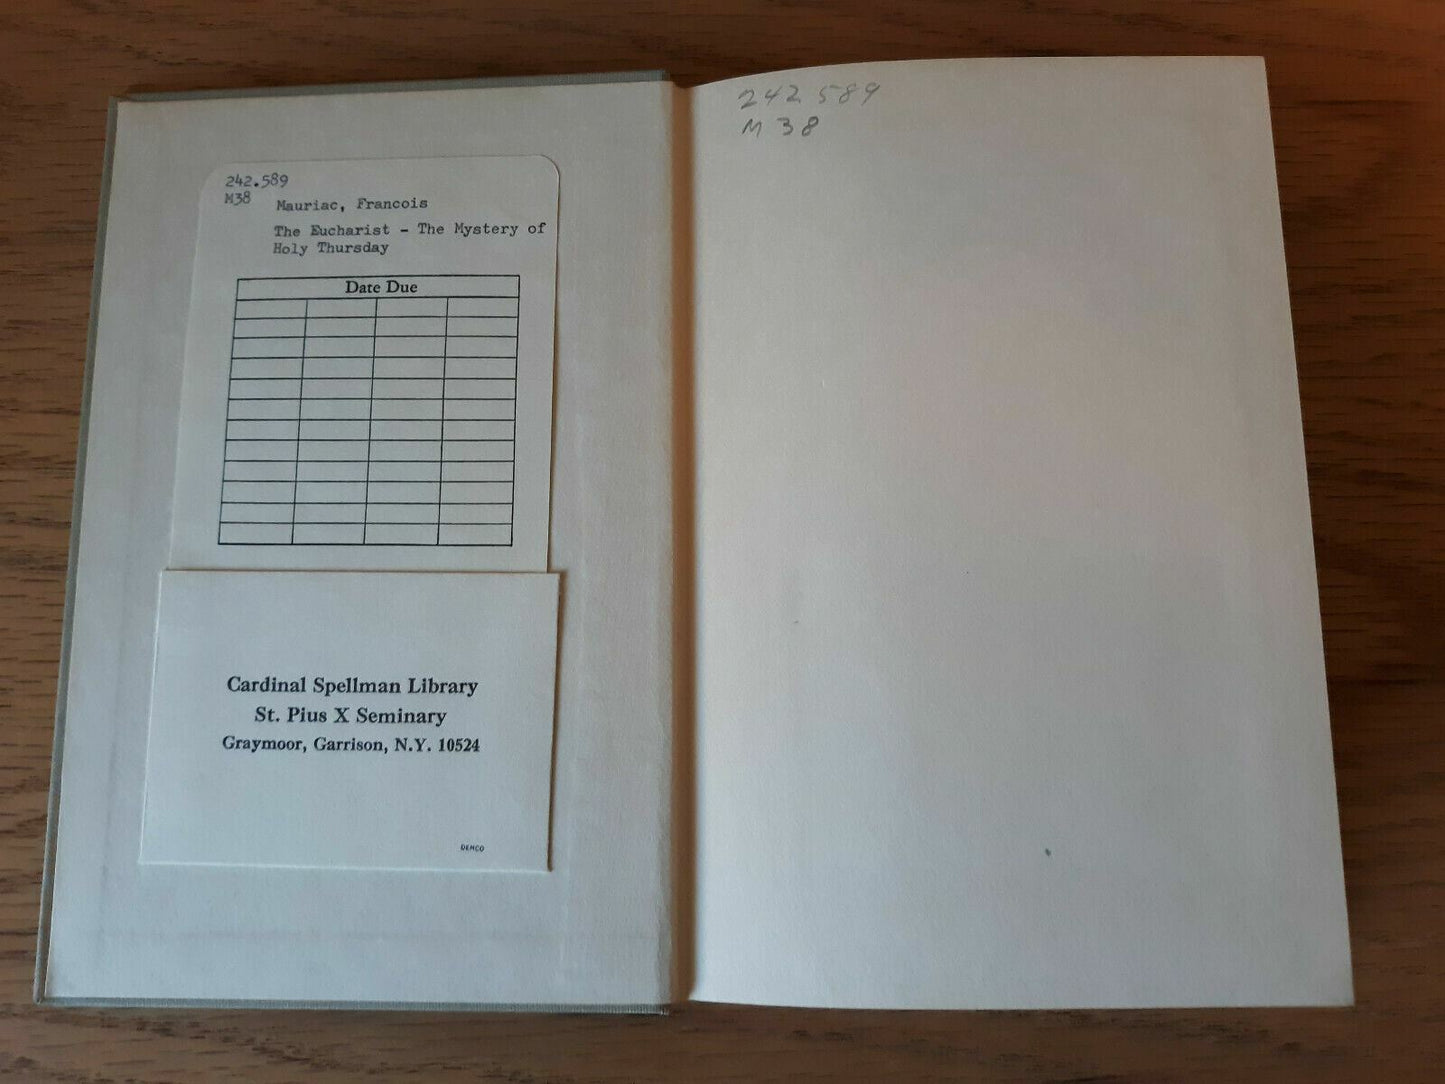 242.589
M38
Mauriac, Francois
The Eucharist - The Mystery of
Holy Thursday
Date Due
Cardinal Spellman Library
St. Pius X Seminary
Graymoor, Garrison, N.Y. 10524
DEMCO
242 589
M 38